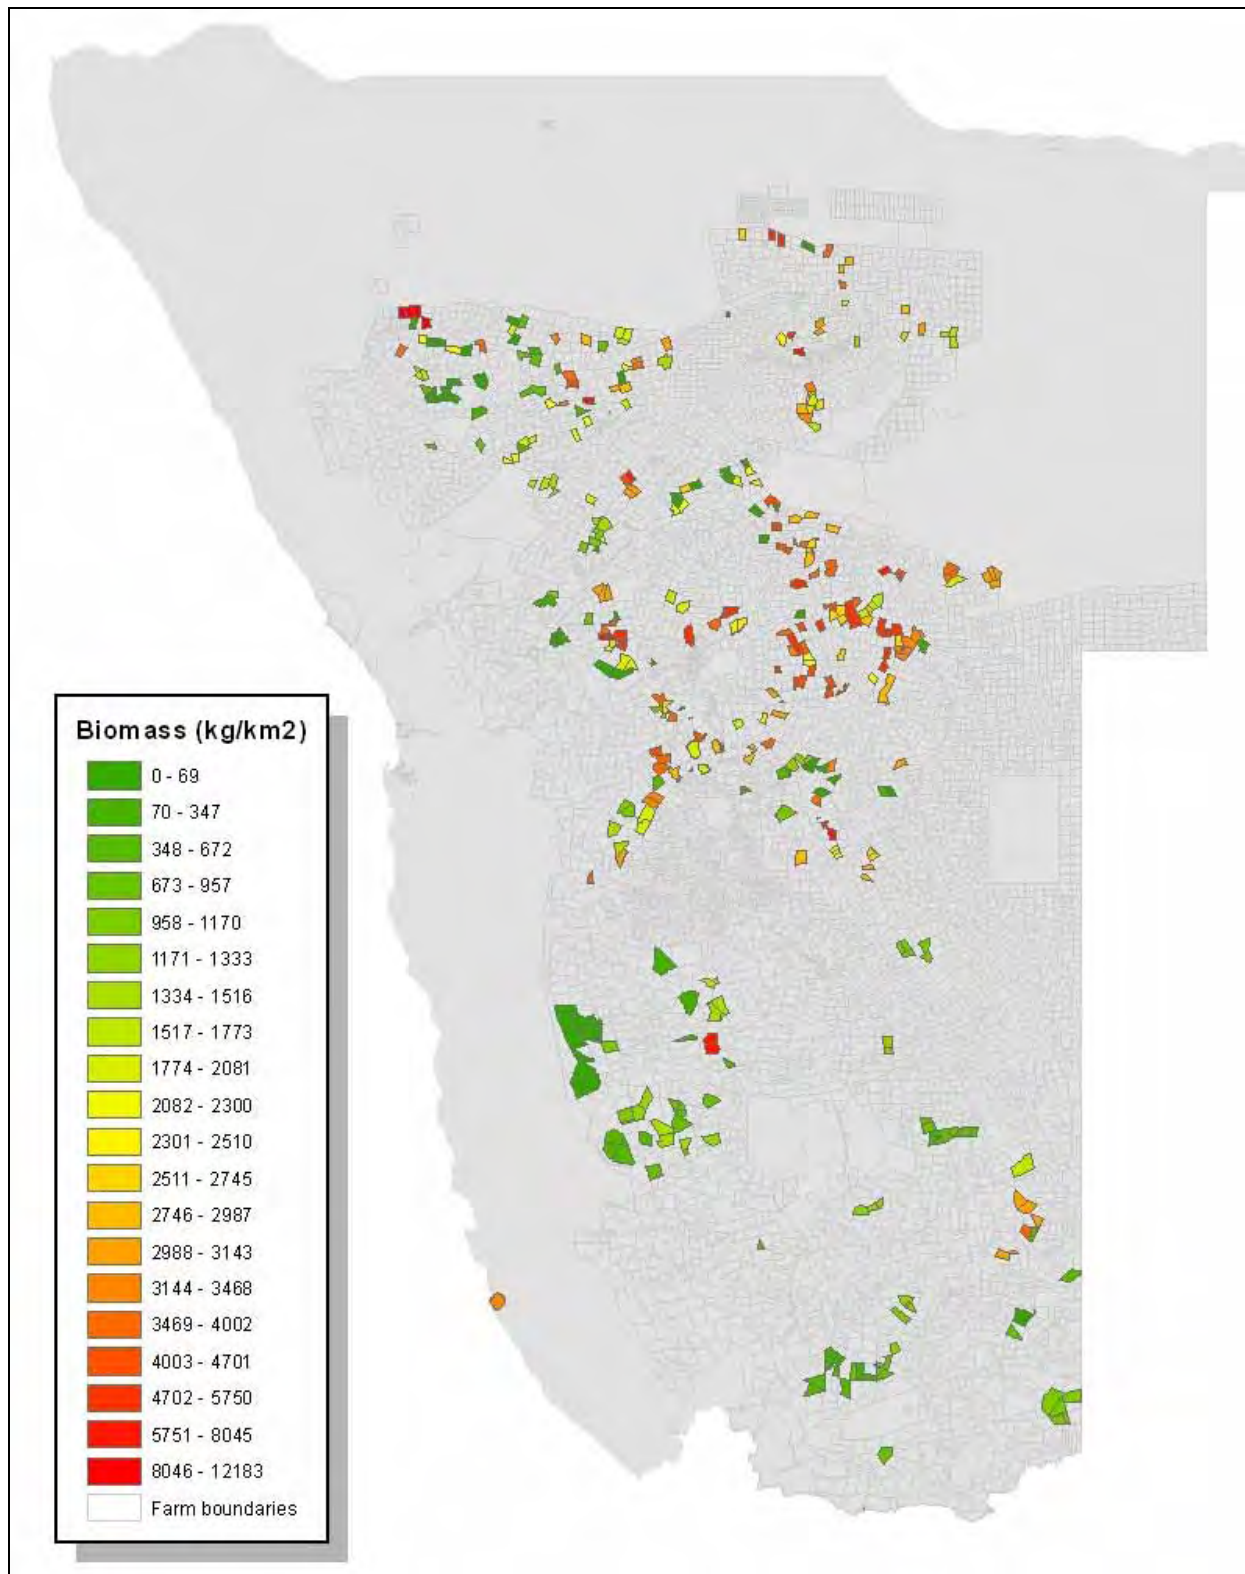 Biomass (kg/km2)
0 - 69
70 - 347
348 - 672
673 - 957
958 - 1170
1171 - 1333
1334 - 1516
1517 - 1773
1774 - 2081
2082 - 2300
2301 - 2510
2511 - 2745
2746 - 2987
2988 - 3143
3144 - 3468
3469 - 4002
4003 - 4701
4702 - 5750
5751 - 8045
8046 - 12183
Farm boundaries